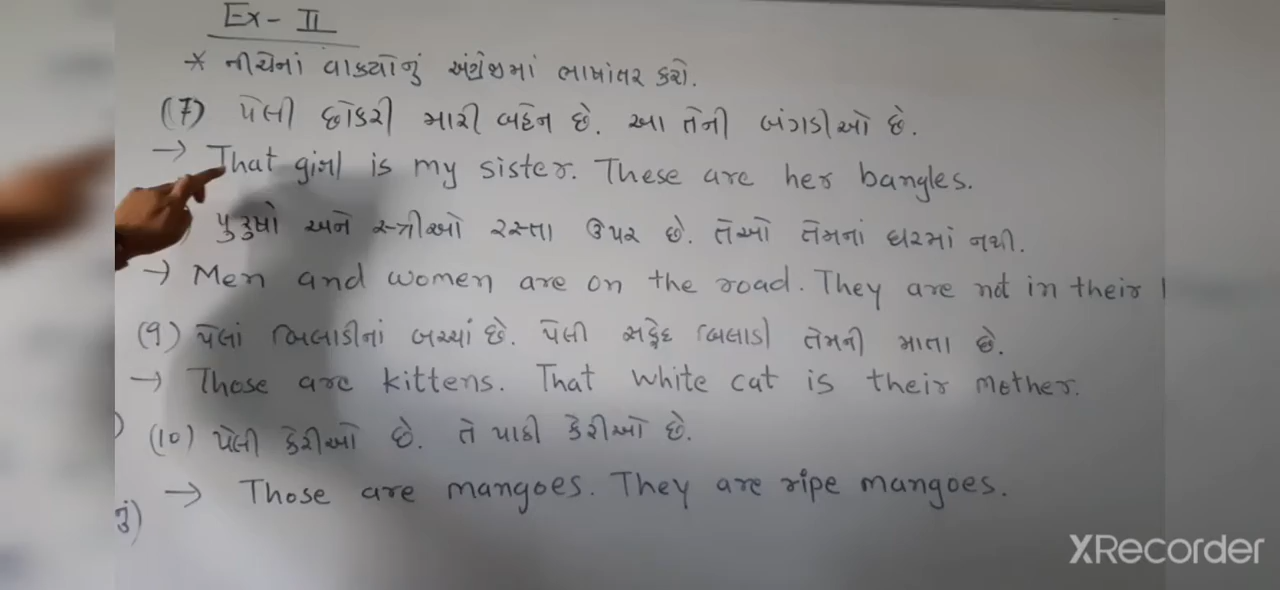 Ex- II
* નીચેનાં વાકયોનું અંગ્રેજીમાં ભાષાંતર કરો.
(7) પેલી છોકરી મારી બહેન છે. આ તેની બંગડીઓ છે.
→ That girl is my sister. These are her bangles.
પુરુષો અને સ્ત્રીઓ રસ્તા ઉપર છે. તેઓ તેમનાં ઘરમાં નથી.
→ Men and women are on the road. They are not in their
(9) પેલાં બિલાડીનાં બચ્ચાં છે. પેલી સફેદ બિલાડી તેમની માતા છે.
→ Those are kittens. That white cat is their Mother.
(10) પેલી કેરીઓ છે. તે પાકી કેરીઓ છે.
→ Those are mangoes. They are ripe mangoes.
XRecorder